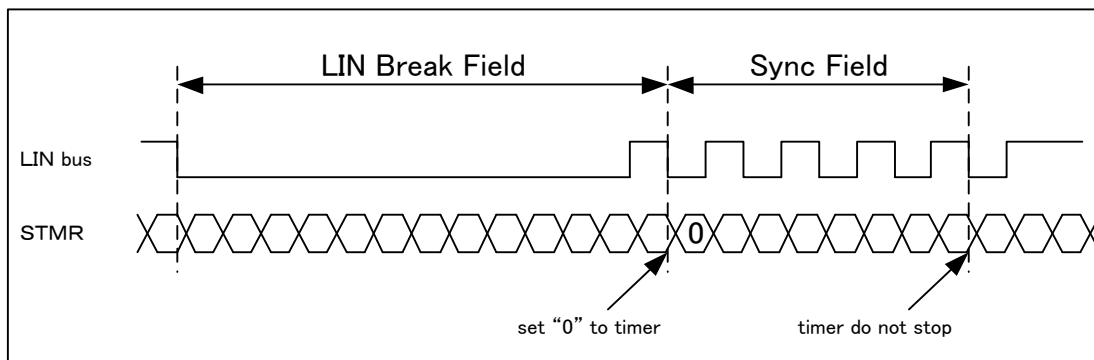 LIN Break Field
Sync Field
LIN bus
STMR
0
set “0” to timer
timer do not stop